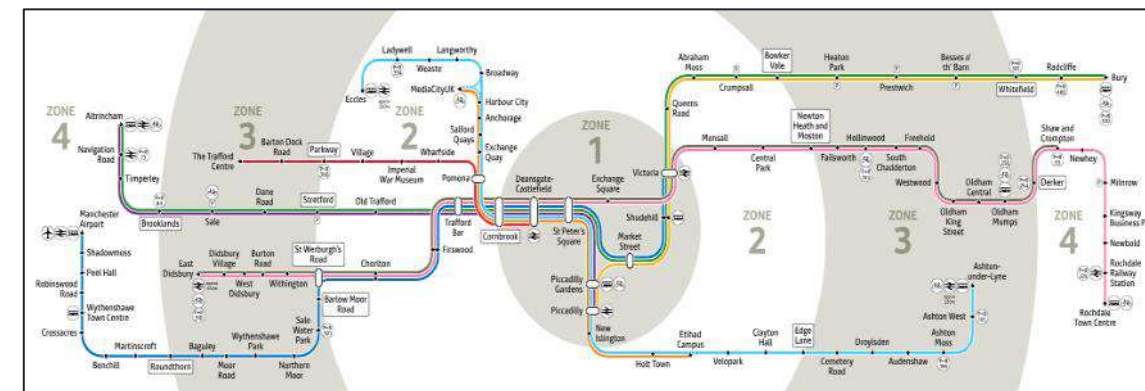 ZONE
4
ZONE
3
ZONE
2
ZONE
1
2
3
ZONE
4
Altrincham
Navigation
Road
Timperley
Brooklands
Sale
Dane
Road
Stretford
Old Trafford
Trafford
Bar
Cornbrook
Deansgate-
Castlefield
St Peter's
Square
The Trafford
Centre
Barton Dock
Road
Parkway
Village
Imperial
War Museum
Wharfside
Pomona
Eccles
Ladywell
Weaste
Langworthy
Broadway
MediaCityUK
Harbour City
Anchorage
Salford
Quays
Exchange
Quay
Manchester
Airport
Shadowmoss
Peel Hall
Robinswood
Road
Wythenshawe
Town Centre
Crossacres
Benchill
Martinscroft
Roundthorn
Baguley
Moor
Road
Wythenshawe
Park
Northern
Moor
Sale
Water
Park
Barlow Moor
Road
St Werburgh's
Road
East
Didsbury
Didsbury
Village
West
Didsbury
Burton
Road
Withington
Chorlton
Firswood
Exchange
Square
Victoria
Shudehill
Market
Street
Piccadilly
Gardens
Piccadilly
New
Islington
Holt Town
Etihad
Campus
Velopark
Clayton
Hall
Edge
Lane
Cemetery
Road
Droylsden
Audenshaw
Ashton
Moss
Ashton West
Ashton-
under-Lyne
Queens
Road
Abraham
Moss
Crumpsall
Bowker
Vale
Heaton
Park
Prestwich
Besses o'
th' Barn
Whitefield
Radcliffe
Bury
Monsall
Central
Park
Newton
Heath and
Moston
Failsworth
Hollinwood
South
Chadderton
Freehold
Westwood
Oldham
King
Street
Oldham
Central
Oldham
Mumps
Derker
Shaw and
Crompton
Newhey
Milnrow
Kingsway
Business P
Newbold
Rochdale
Railway
Station
Rochdale
Town Centre